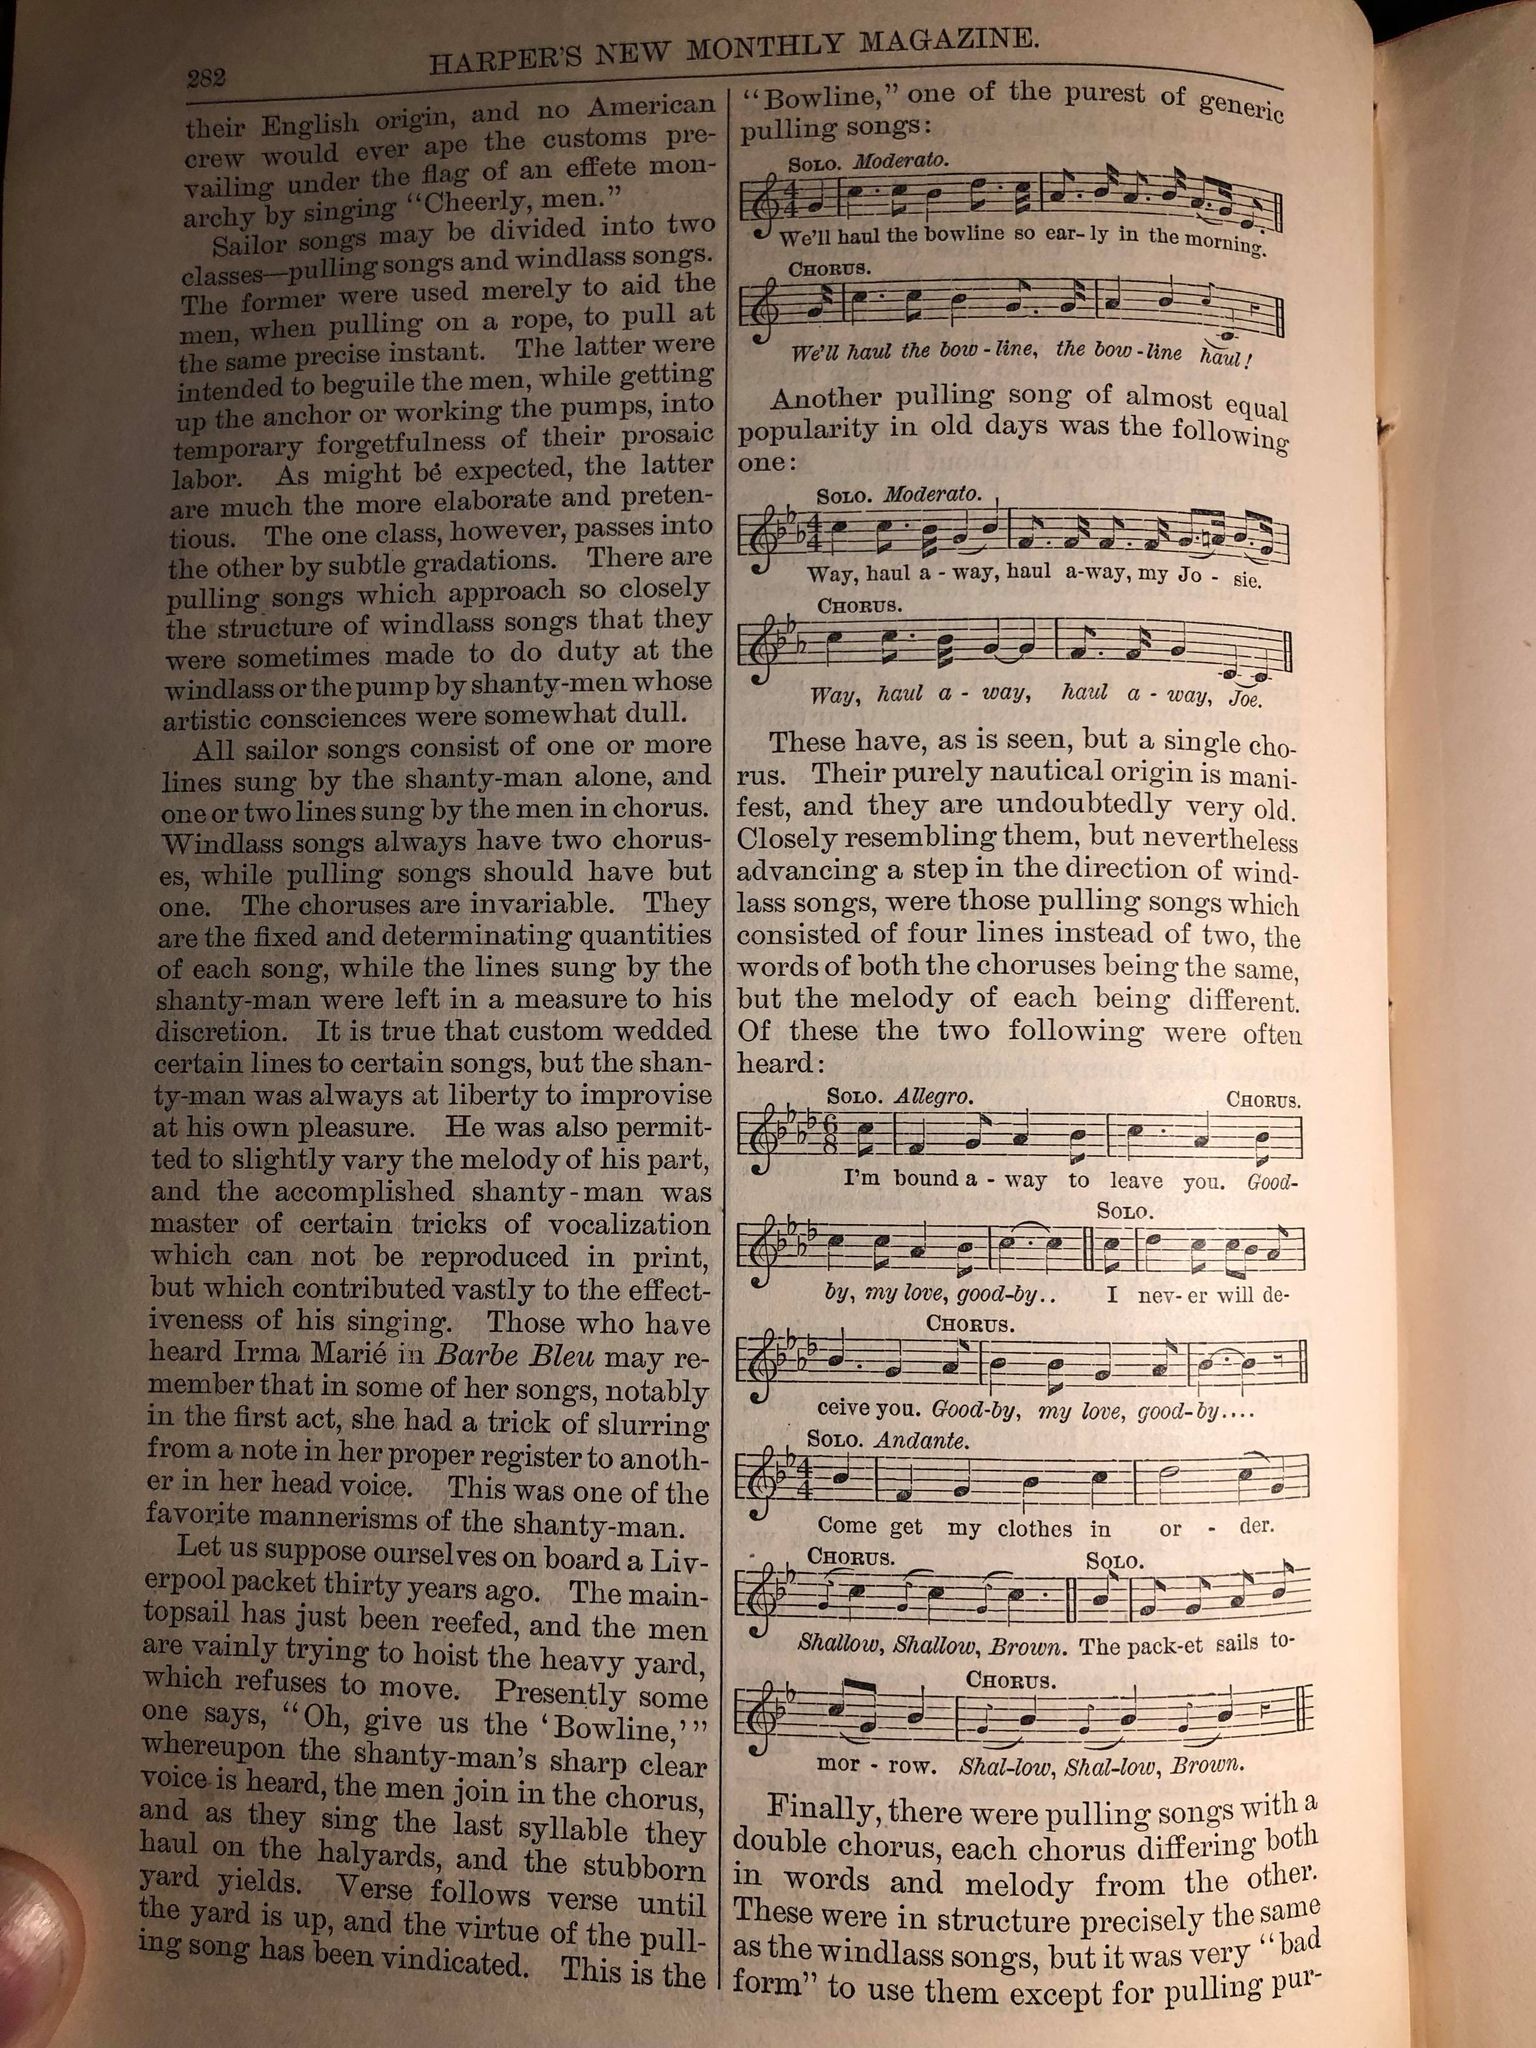 282
HARPER'S NEW MONTHLY MAGAZINE.
their English origin, and no American
crew would ever ape the customs pre-
vailing under the flag of an effete mon-
archy by singing "Cheerly, men."
Sailor songs may be divided into two
classes—pulling songs and windlass songs.
The former were used merely to aid the
men, when pulling on a rope, to pull at
the same precise instant. The latter were
intended to beguile the men, while getting
up the anchor or working the pumps, into
temporary forgetfulness of their prosaic
labor. As might be expected, the latter
are much the more elaborate and preten-
tious. The one class, however, passes into
the other by subtle gradations. There are
pulling songs which approach so closely
the structure of windlass songs that they
were sometimes made to do duty at the
windlass or the pump by shanty-men whose
artistic consciences were somewhat dull.
All sailor songs consist of one or more
lines sung by the shanty-man alone, and
one or two lines sung by the men in chorus.
Windlass songs always have two chorus-
es, while pulling songs should have but
one. The choruses are invariable. They
are the fixed and determinating quantities
of each song, while the lines sung by the
shanty-man were left in a measure to his
discretion. It is true that custom wedded
certain lines to certain songs, but the shan-
ty-man was always at liberty to improvise
at his own pleasure. He was also permit-
ted to slightly vary the melody of his part,
and the accomplished shanty-man was
master of certain tricks of vocalization
which can not be reproduced in print,
but which contributed vastly to the effect-
iveness of his singing. Those who have
heard Irma Marié in Barbe Bleu may re-
member that in some of her songs, notably
in the first act, she had a trick of slurring
from a note in her proper register to anoth-
er in her head voice. This was one of the
favorite mannerisms of the shanty-man.
Let us suppose ourselves on board a Liv-
erpool packet thirty years ago. The main-
topsail has just been reefed, and the men
are vainly trying to hoist the heavy yard,
which refuses to move. Presently some
one says, "Oh, give us the 'Bowline,'"
whereupon the shanty-man's sharp clear
voice is heard, the men join in the chorus,
and as they sing the last syllable they
haul on the halyards, and the stubborn
yard yields. Verse follows verse until
the yard is up, and the virtue of the pull-
ing song has been vindicated. This is the
"Bowline," one of the purest of generic
pulling songs:
SOLO. Moderato.
We'll haul the bowline so ear-ly in the morning.
CHORUS.
We'll haul the bow-line, the bow-line haul!
Another pulling song of almost equal
popularity in old days was the following
one:
SOLO. Moderato.
Way, haul a-way, haul a-way, my Jo - sie.
CHORUS.
Way, haul a - way, haul a - way, Joe.
These have, as is seen, but a single cho-
rus. Their purely nautical origin is mani-
fest, and they are undoubtedly very old.
Closely resembling them, but nevertheless
advancing a step in the direction of wind-
lass songs, were those pulling songs which
consisted of four lines instead of two, the
words of both the choruses being the same,
but the melody of each being different.
Of these the two following were often
heard:
SOLO. Allegro. CHORUS.
I'm bound a - way to leave you. Good-
SOLO.
by, my love, good-by.. I nev-er will de-
CHORUS.
ceive you. Good-by, my love, good-by....
SOLO. Andante.
Come get my clothes in or - der.
CHORUS. SOLO.
Shallow, Shallow, Brown. The pack-et sails to-
CHORUS.
mor - row. Shal-low, Shal-low, Brown.
Finally, there were pulling songs with a
double chorus, each chorus differing both
in words and melody from the other.
These were in structure precisely the same
as the windlass songs, but it was very "bad
form" to use them except for pulling pur-